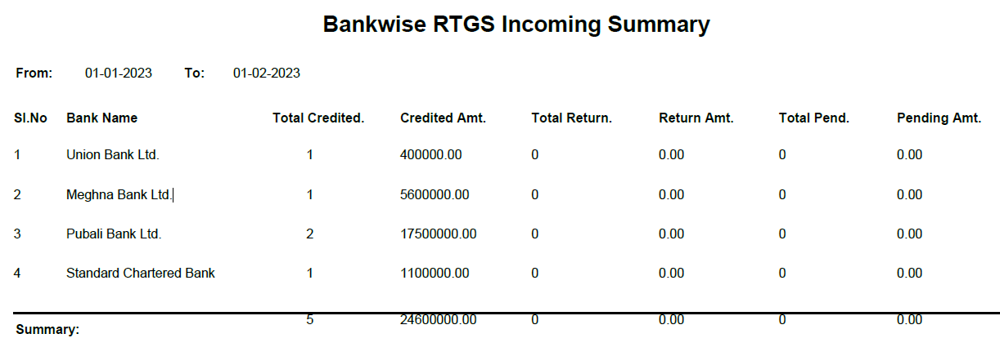 Bankwise RTGS Incoming Summary
From: 01-01-2023 To: 01-02-2023
Sl.No Bank Name Total Credited. Credited Amt. Total Return. Return Amt. Total Pend. Pending Amt.
1 Union Bank Ltd. 1 400000.00 0 0.00 0 0.00
2 Meghna Bank Ltd. 1 5600000.00 0 0.00 0 0.00
3 Pubali Bank Ltd. 2 17500000.00 0 0.00 0 0.00
4 Standard Chartered Bank 1 1100000.00 0 0.00 0 0.00
5 24600000.00 0 0.00 0 0.00
Summary: